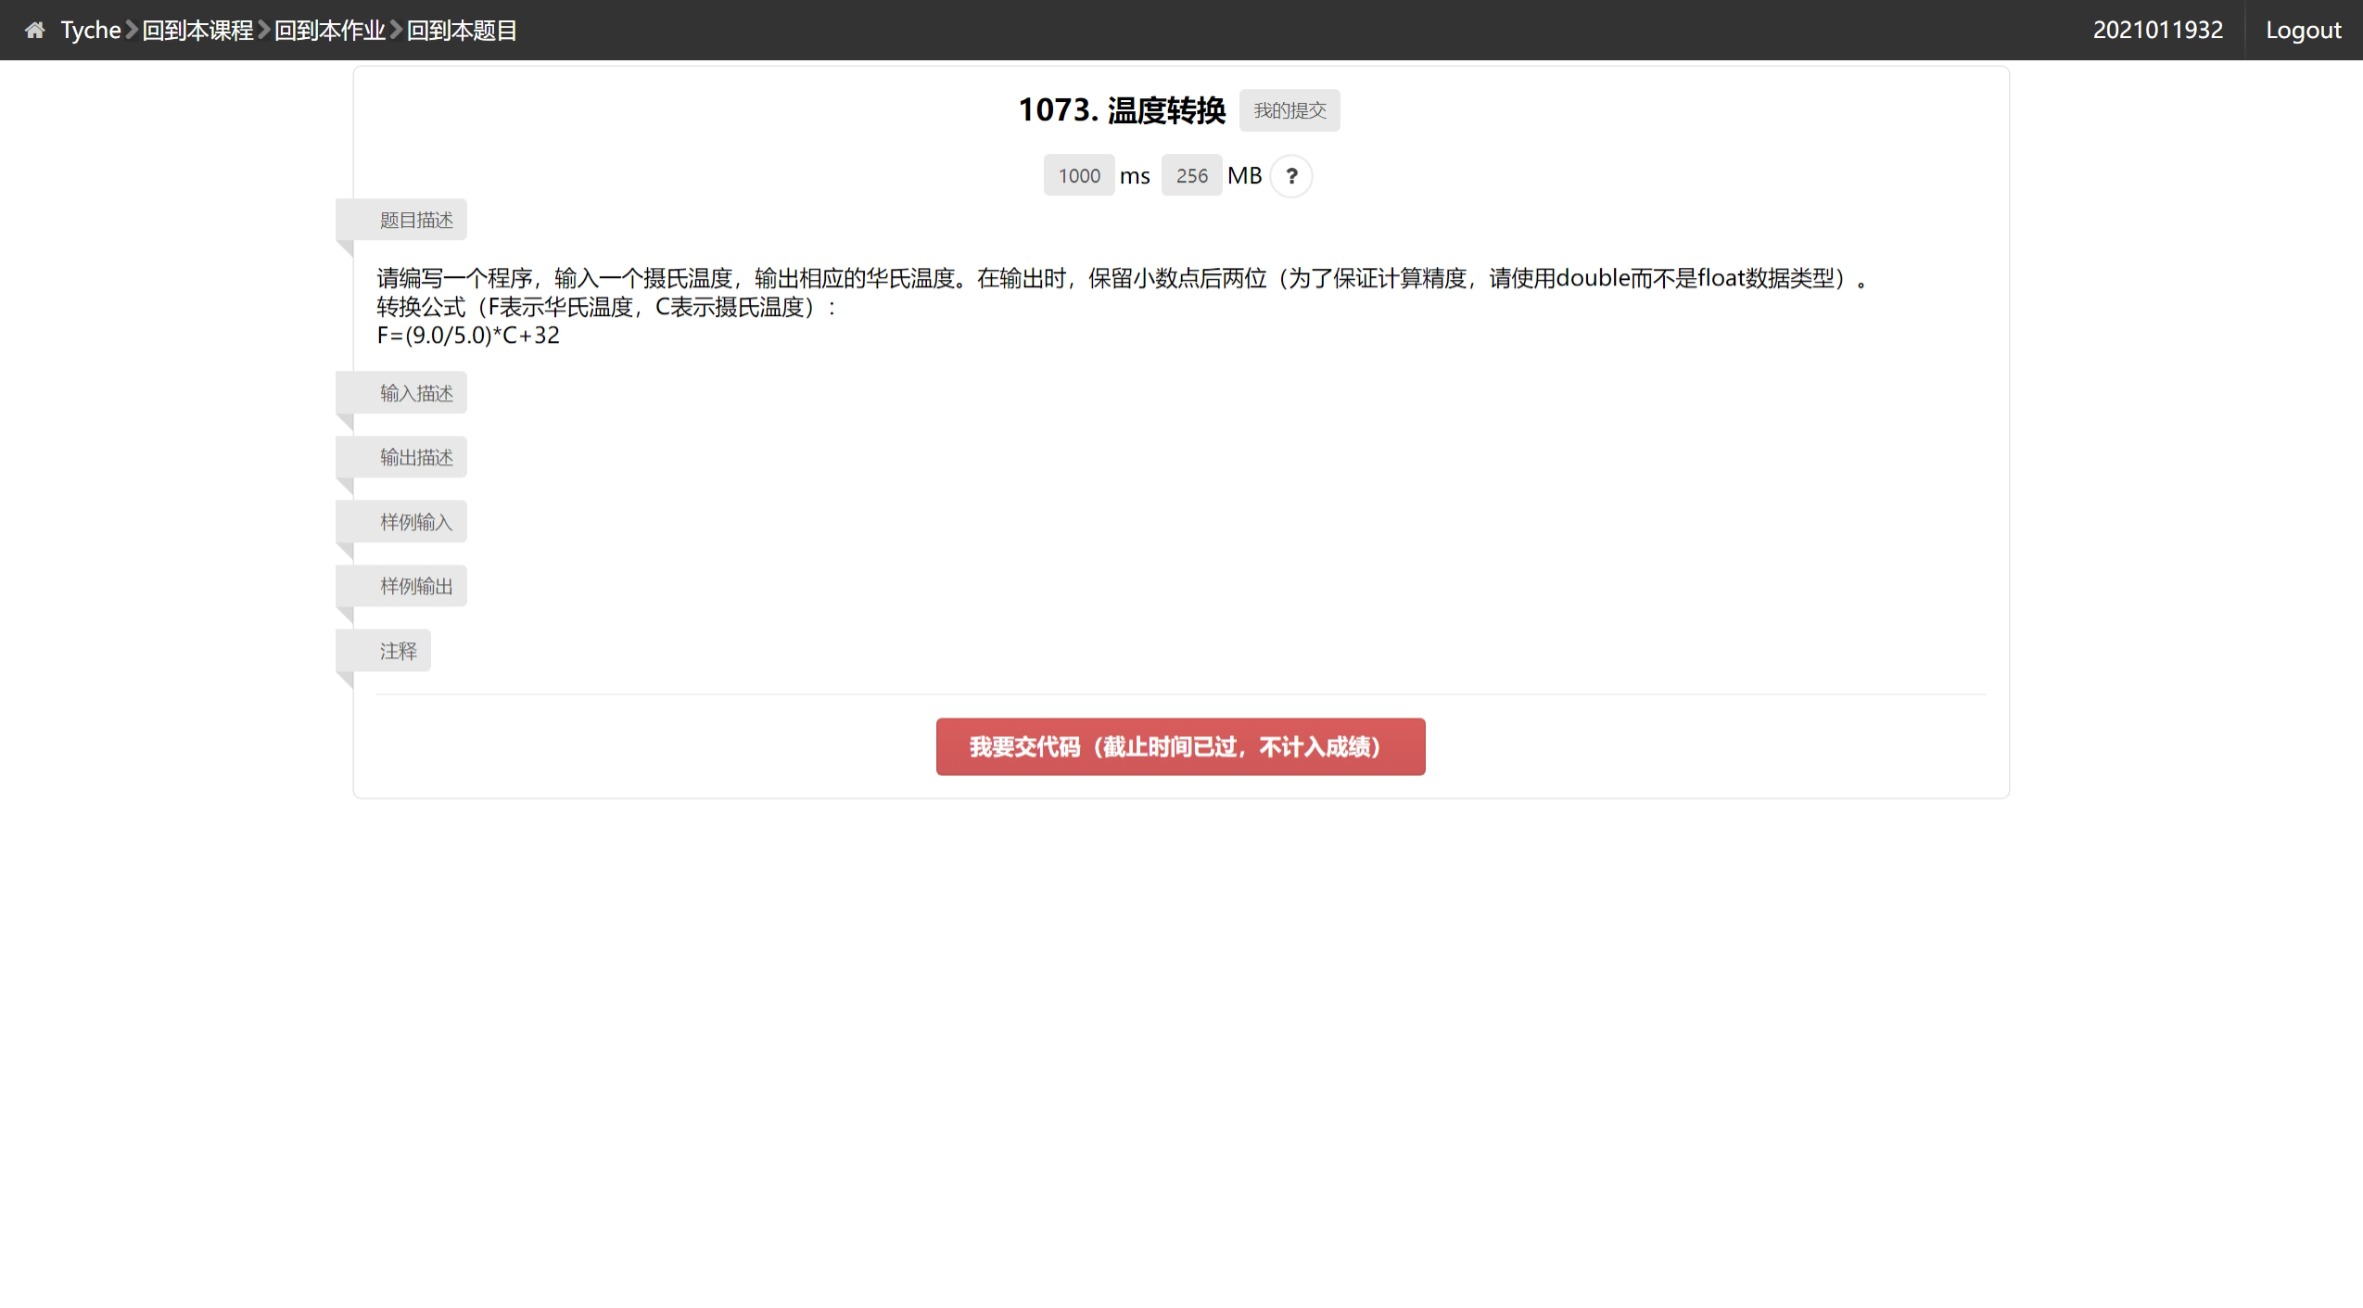 Tyche 回到本课程 回到本作业 回到本题目 2021011932 Logout
1073. 温度转换 我的提交
1000 ms 256 MB ?
题目描述
请编写一个程序，输入一个摄氏温度，输出相应的华氏温度。在输出时，保留小数点后两位（为了保证计算精度，请使用double而不是float数据类型）。
转换公式（F表示华氏温度，C表示摄氏温度）：
F=(9.0/5.0)*C+32
输入描述
输出描述
样例输入
样例输出
注释
我要交代码（截止时间已过，不计入成绩）